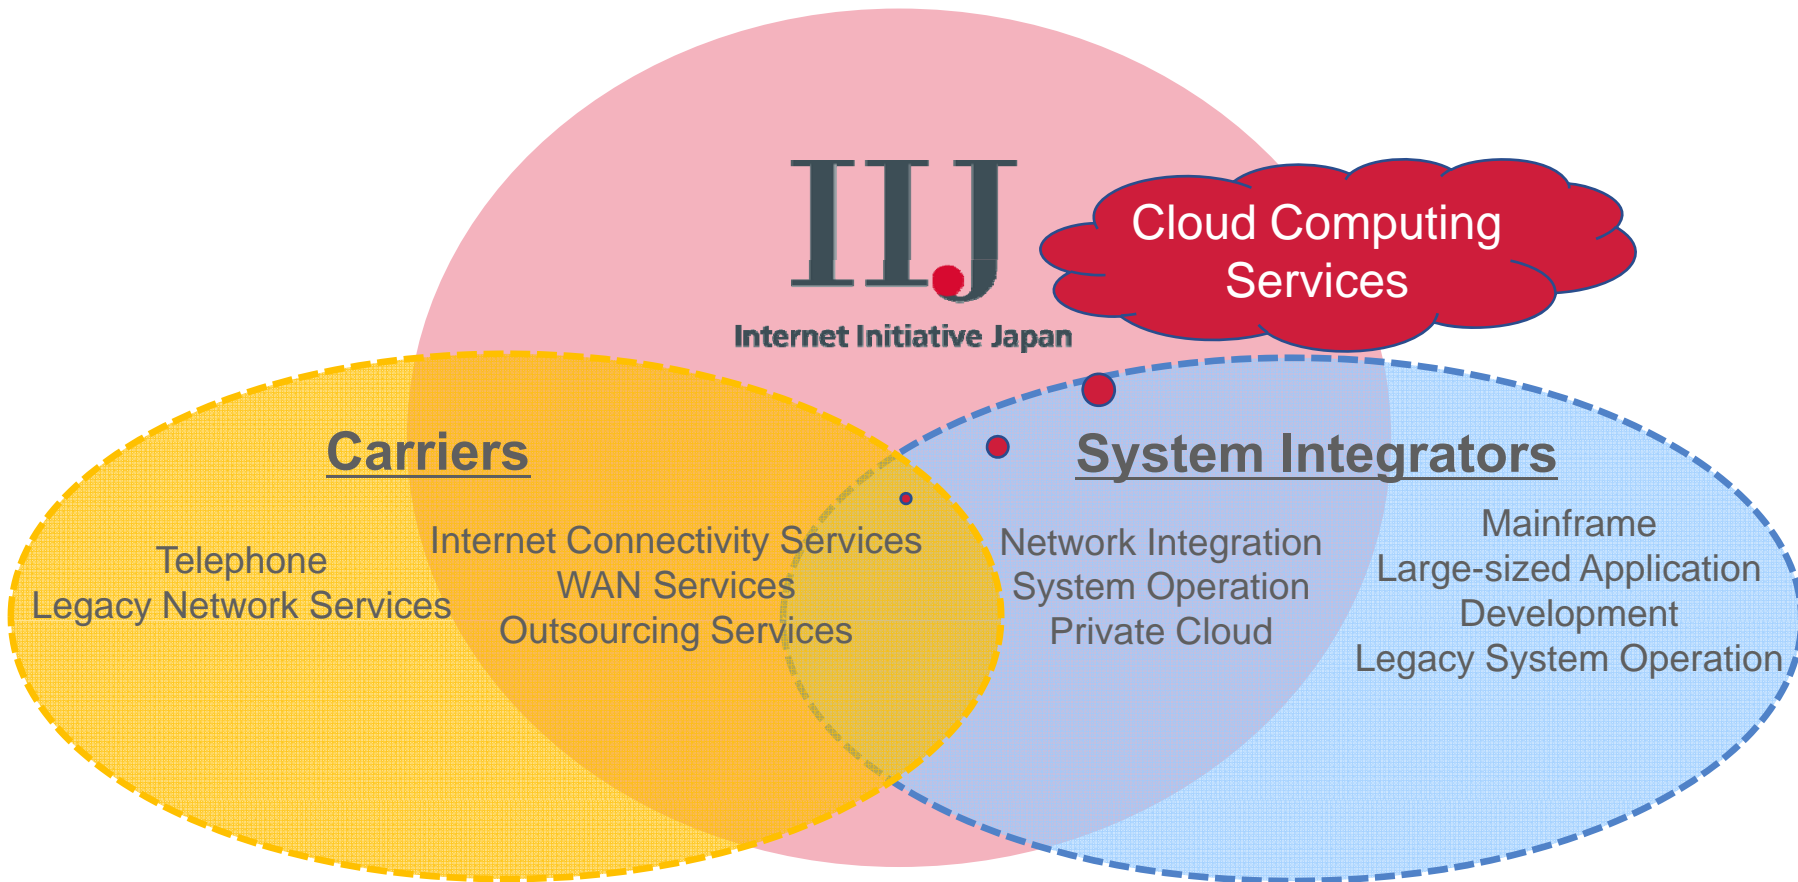 IIJ
Internet Initiative Japan
Cloud Computing
Services
Carriers
Telephone
Legacy Network Services
Internet Connectivity Services
WAN Services
Outsourcing Services
System Integrators
Network Integration
System Operation
Private Cloud
Mainframe
Large-sized Application
Development
Legacy System Operation